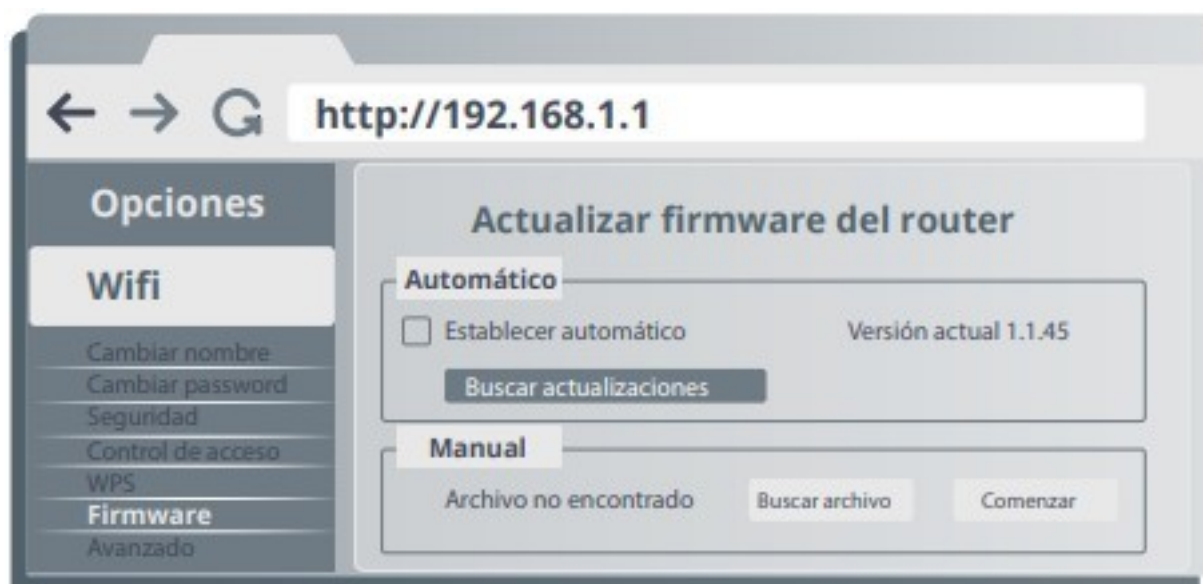 http://192.168.1.1
Opciones
Wifi
Cambiar nombre
Cambiar password
Seguridad
Control de acceso
WPS
Firmware
Avanzado
Actualizar firmware del router
Automático
Establecer automático
Versión actual 1.1.45
Buscar actualizaciones
Manual
Archivo no encontrado
Buscar archivo
Comenzar